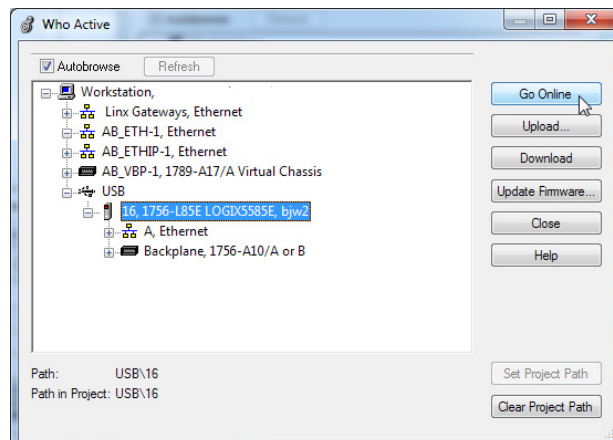 Who Active
Autobrowse
Refresh
Workstation,
Linx Gateways, Ethernet
AB_ETH-1, Ethernet
AB_ETHIP-1, Ethernet
AB_VBP-1, 1789-A17/A Virtual Chassis
USB
16, 1756-L85E LOGIX5585E, bjw2
A, Ethernet
Backplane, 1756-A10/A or B
Go Online
Upload...
Download
Update Firmware...
Close
Help
Path: USB\16
Path in Project: USB\16
Set Project Path
Clear Project Path